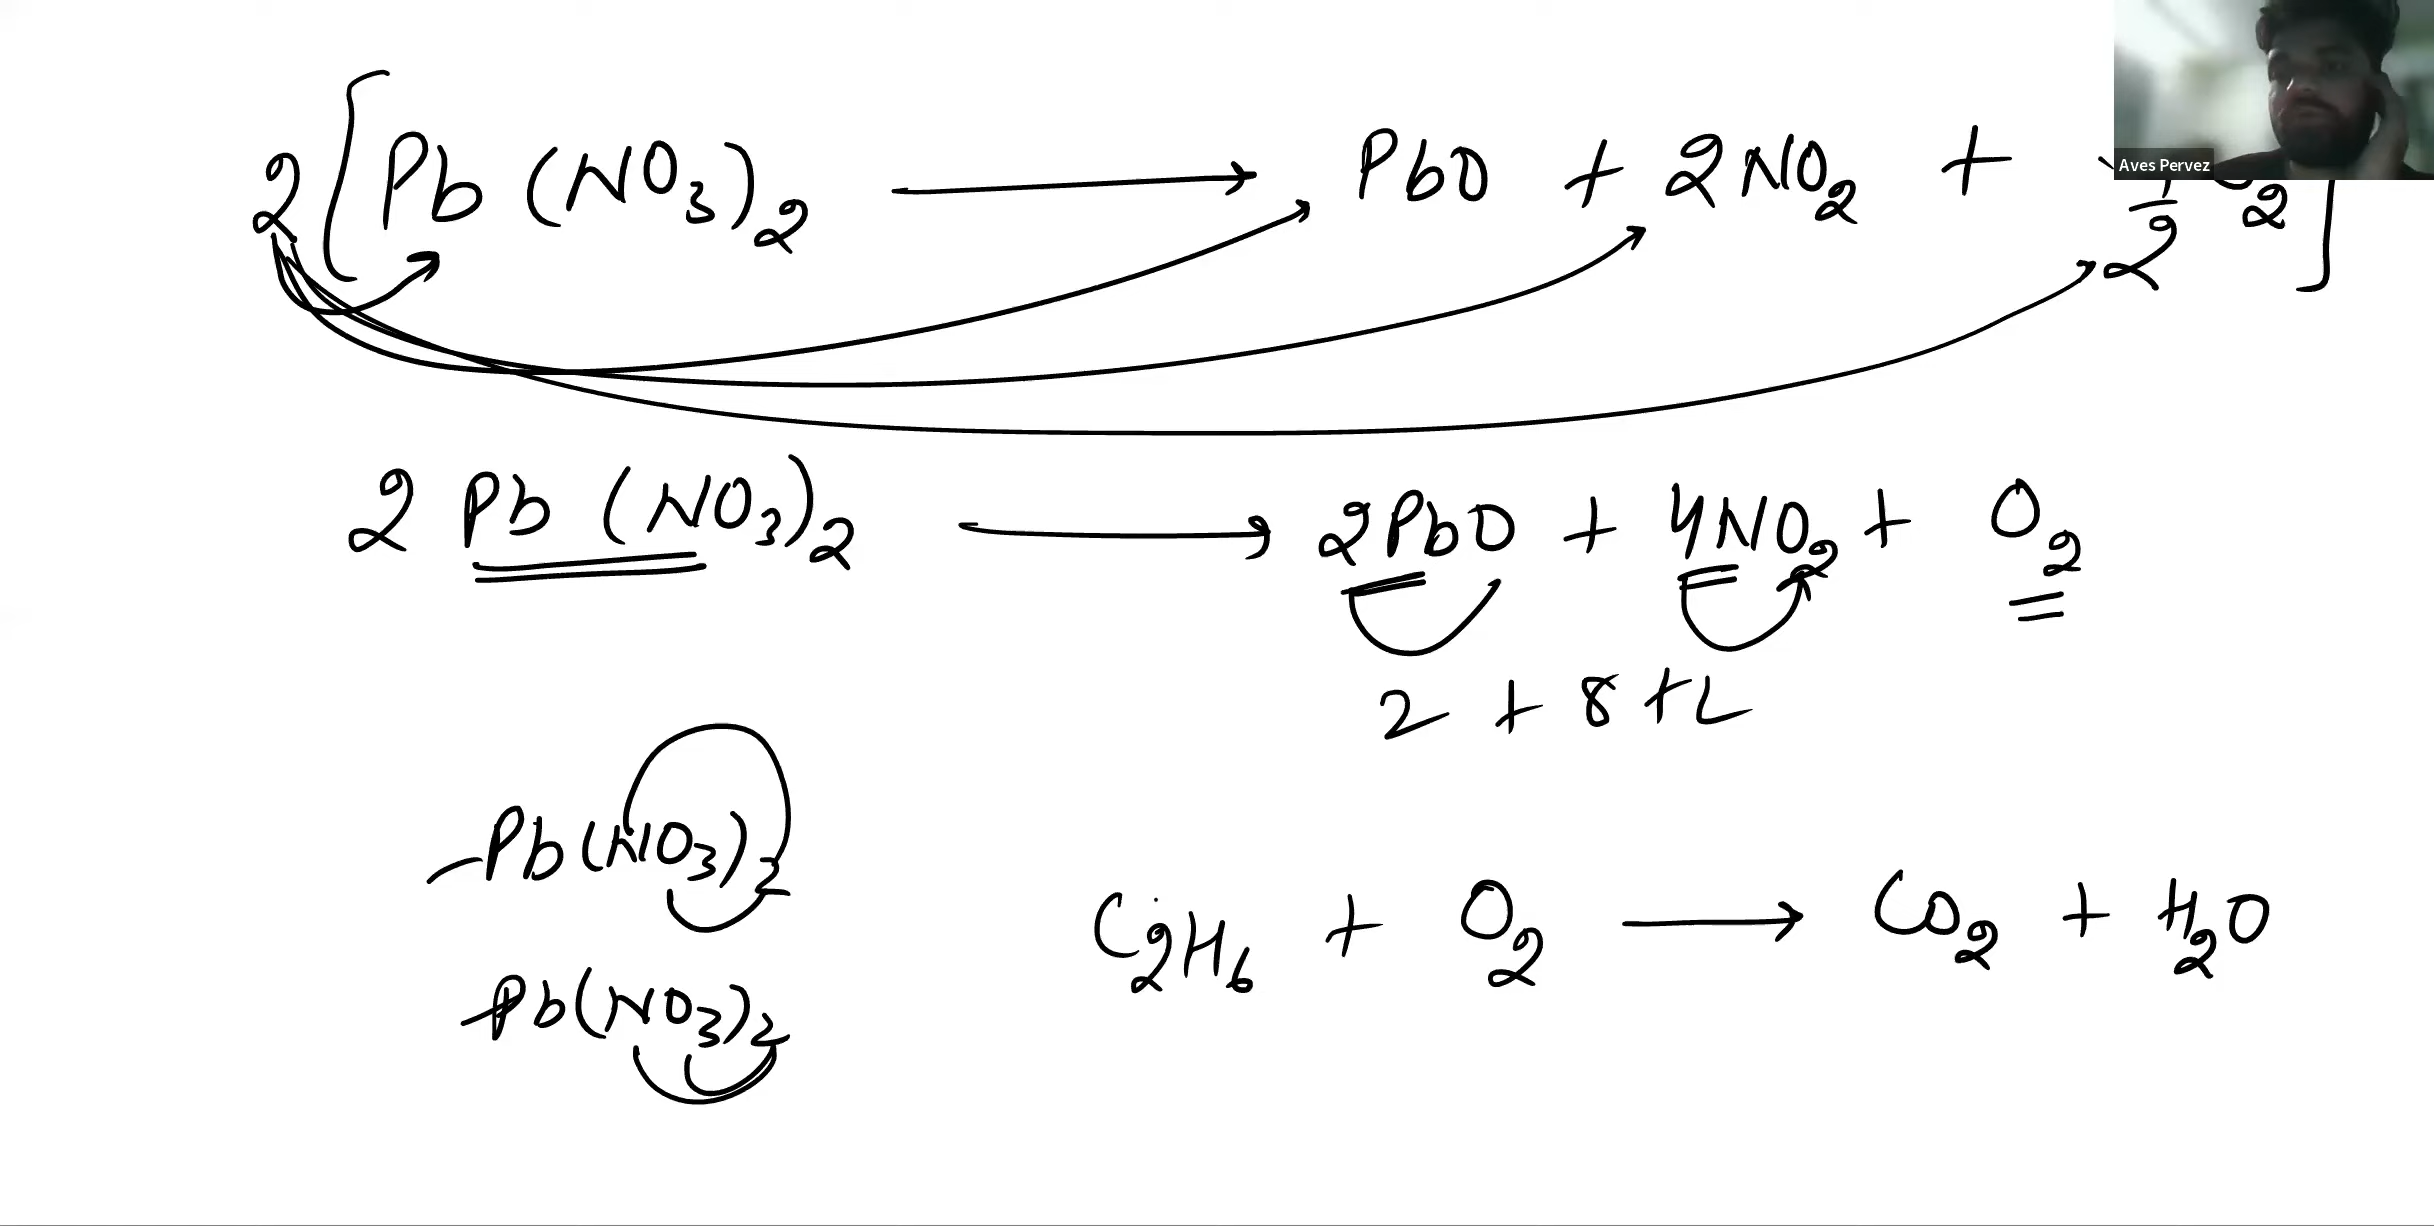 2[Pb(NO₃)₂ → PbO + 2NO₂ + 1/2 O₂]
Aves Pervez
2 Pb(NO₃)₂ → 2PbO + 4NO₂ + O₂
2 + 8 + 2
Pb(NO₃)₂
C₂H₆ + O₂ → CO₂ + H₂O
Pb(NO₃)₂